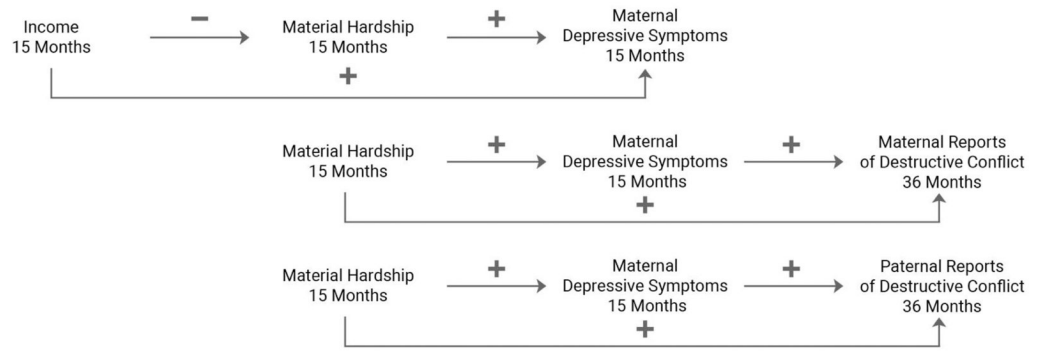 Income
15 Months
−
Material Hardship
15 Months
+
Maternal
Depressive Symptoms
15 Months
+
Material Hardship
15 Months
+
Maternal
Depressive Symptoms
15 Months
+
Maternal Reports
of Destructive Conflict
36 Months
+
Material Hardship
15 Months
+
Maternal
Depressive Symptoms
15 Months
+
Paternal Reports
of Destructive Conflict
36 Months
+